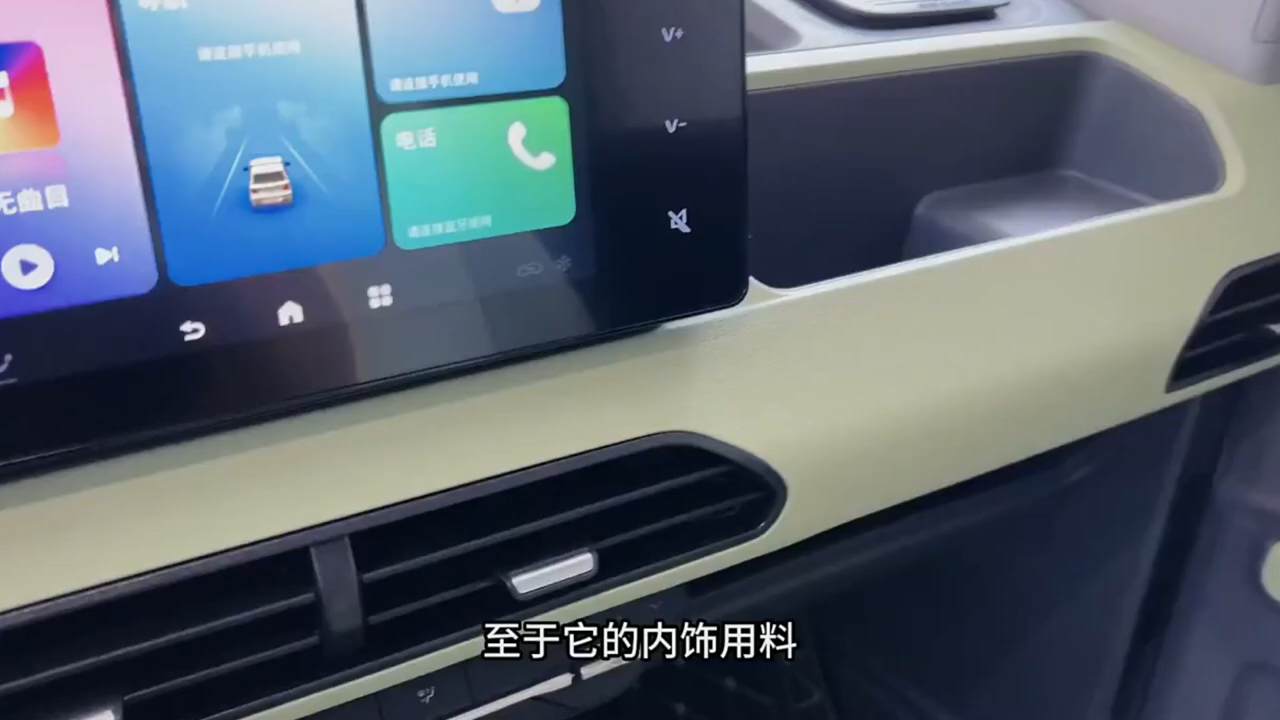 请连接手机使用
请连接手机使用
电话
请连接蓝牙使用
无曲目
V+
V-
至于它的内饰用料